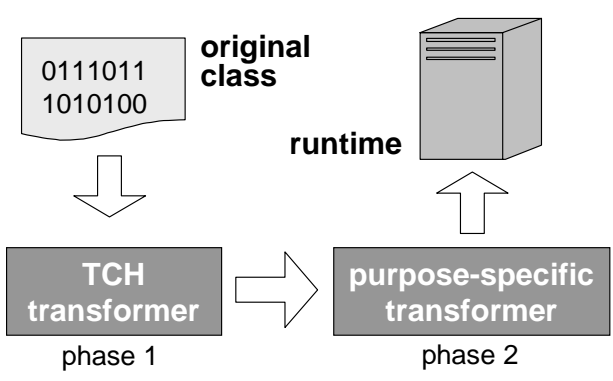 original
class
0111011
1010100
runtime
TCH
transformer
purpose-specific
transformer
phase 1
phase 2